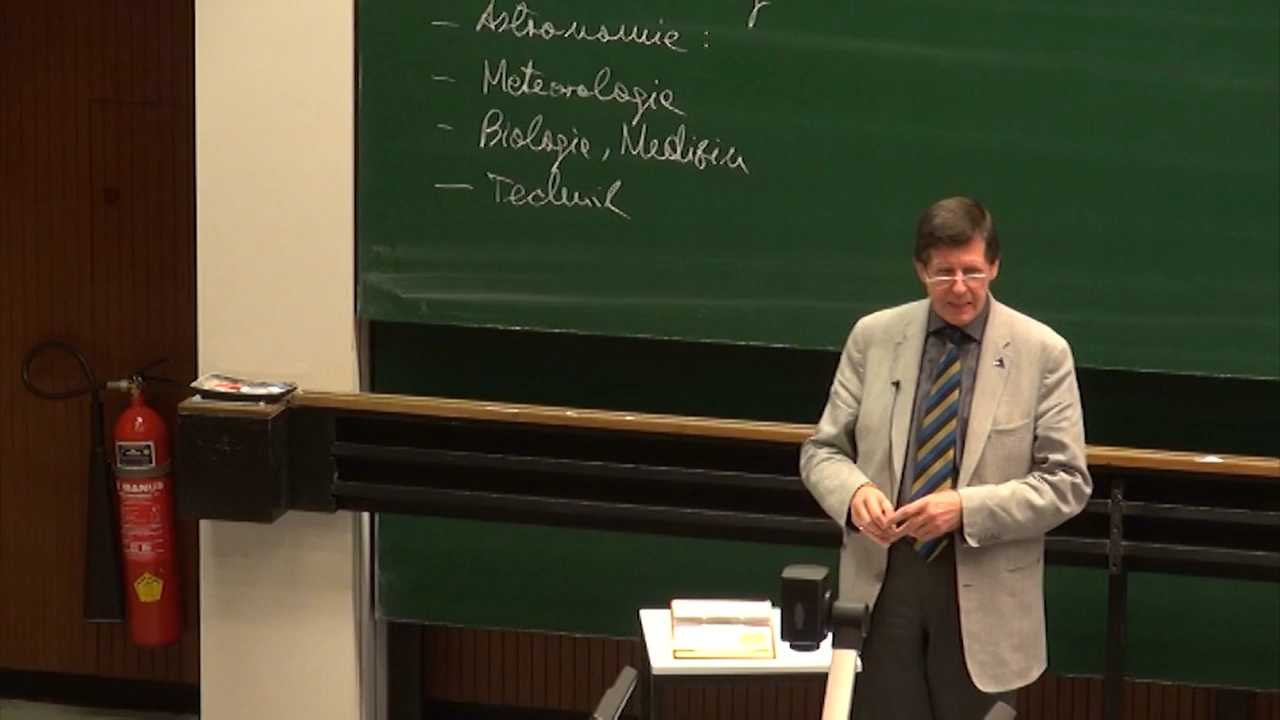 – Astronomie :
– Meteorologie
– Biologie, Medizin
– Technik